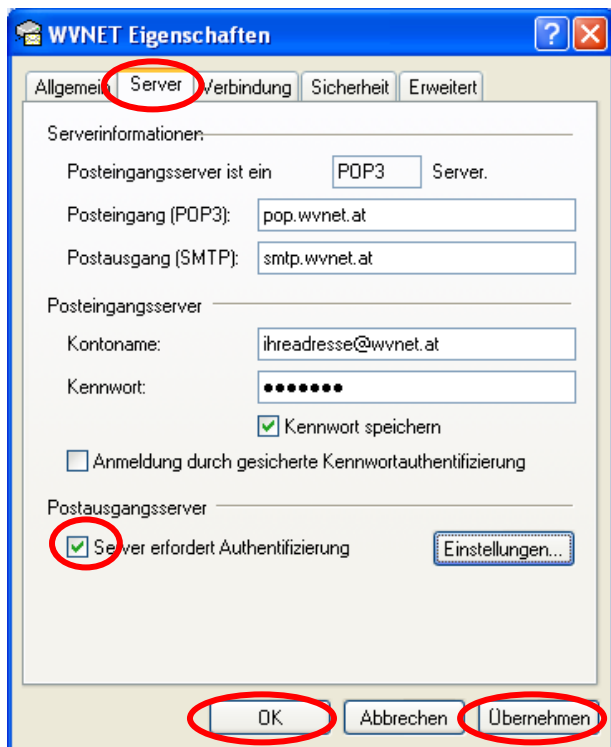 WVNET Eigenschaften
Allgemein Server Verbindung Sicherheit Erweitert
Serverinformationen
Posteingangsserver ist ein POP3 Server.
Posteingang (POP3): pop.wvnet.at
Postausgang (SMTP): smtp.wvnet.at
Posteingangsserver
Kontoname: ihreadresse@wvnet.at
Kennwort: ●●●●●●●
Kennwort speichern
Anmeldung durch gesicherte Kennwortauthentifizierung
Postausgangsserver
Server erfordert Authentifizierung Einstellungen...
OK Abbrechen Übernehmen